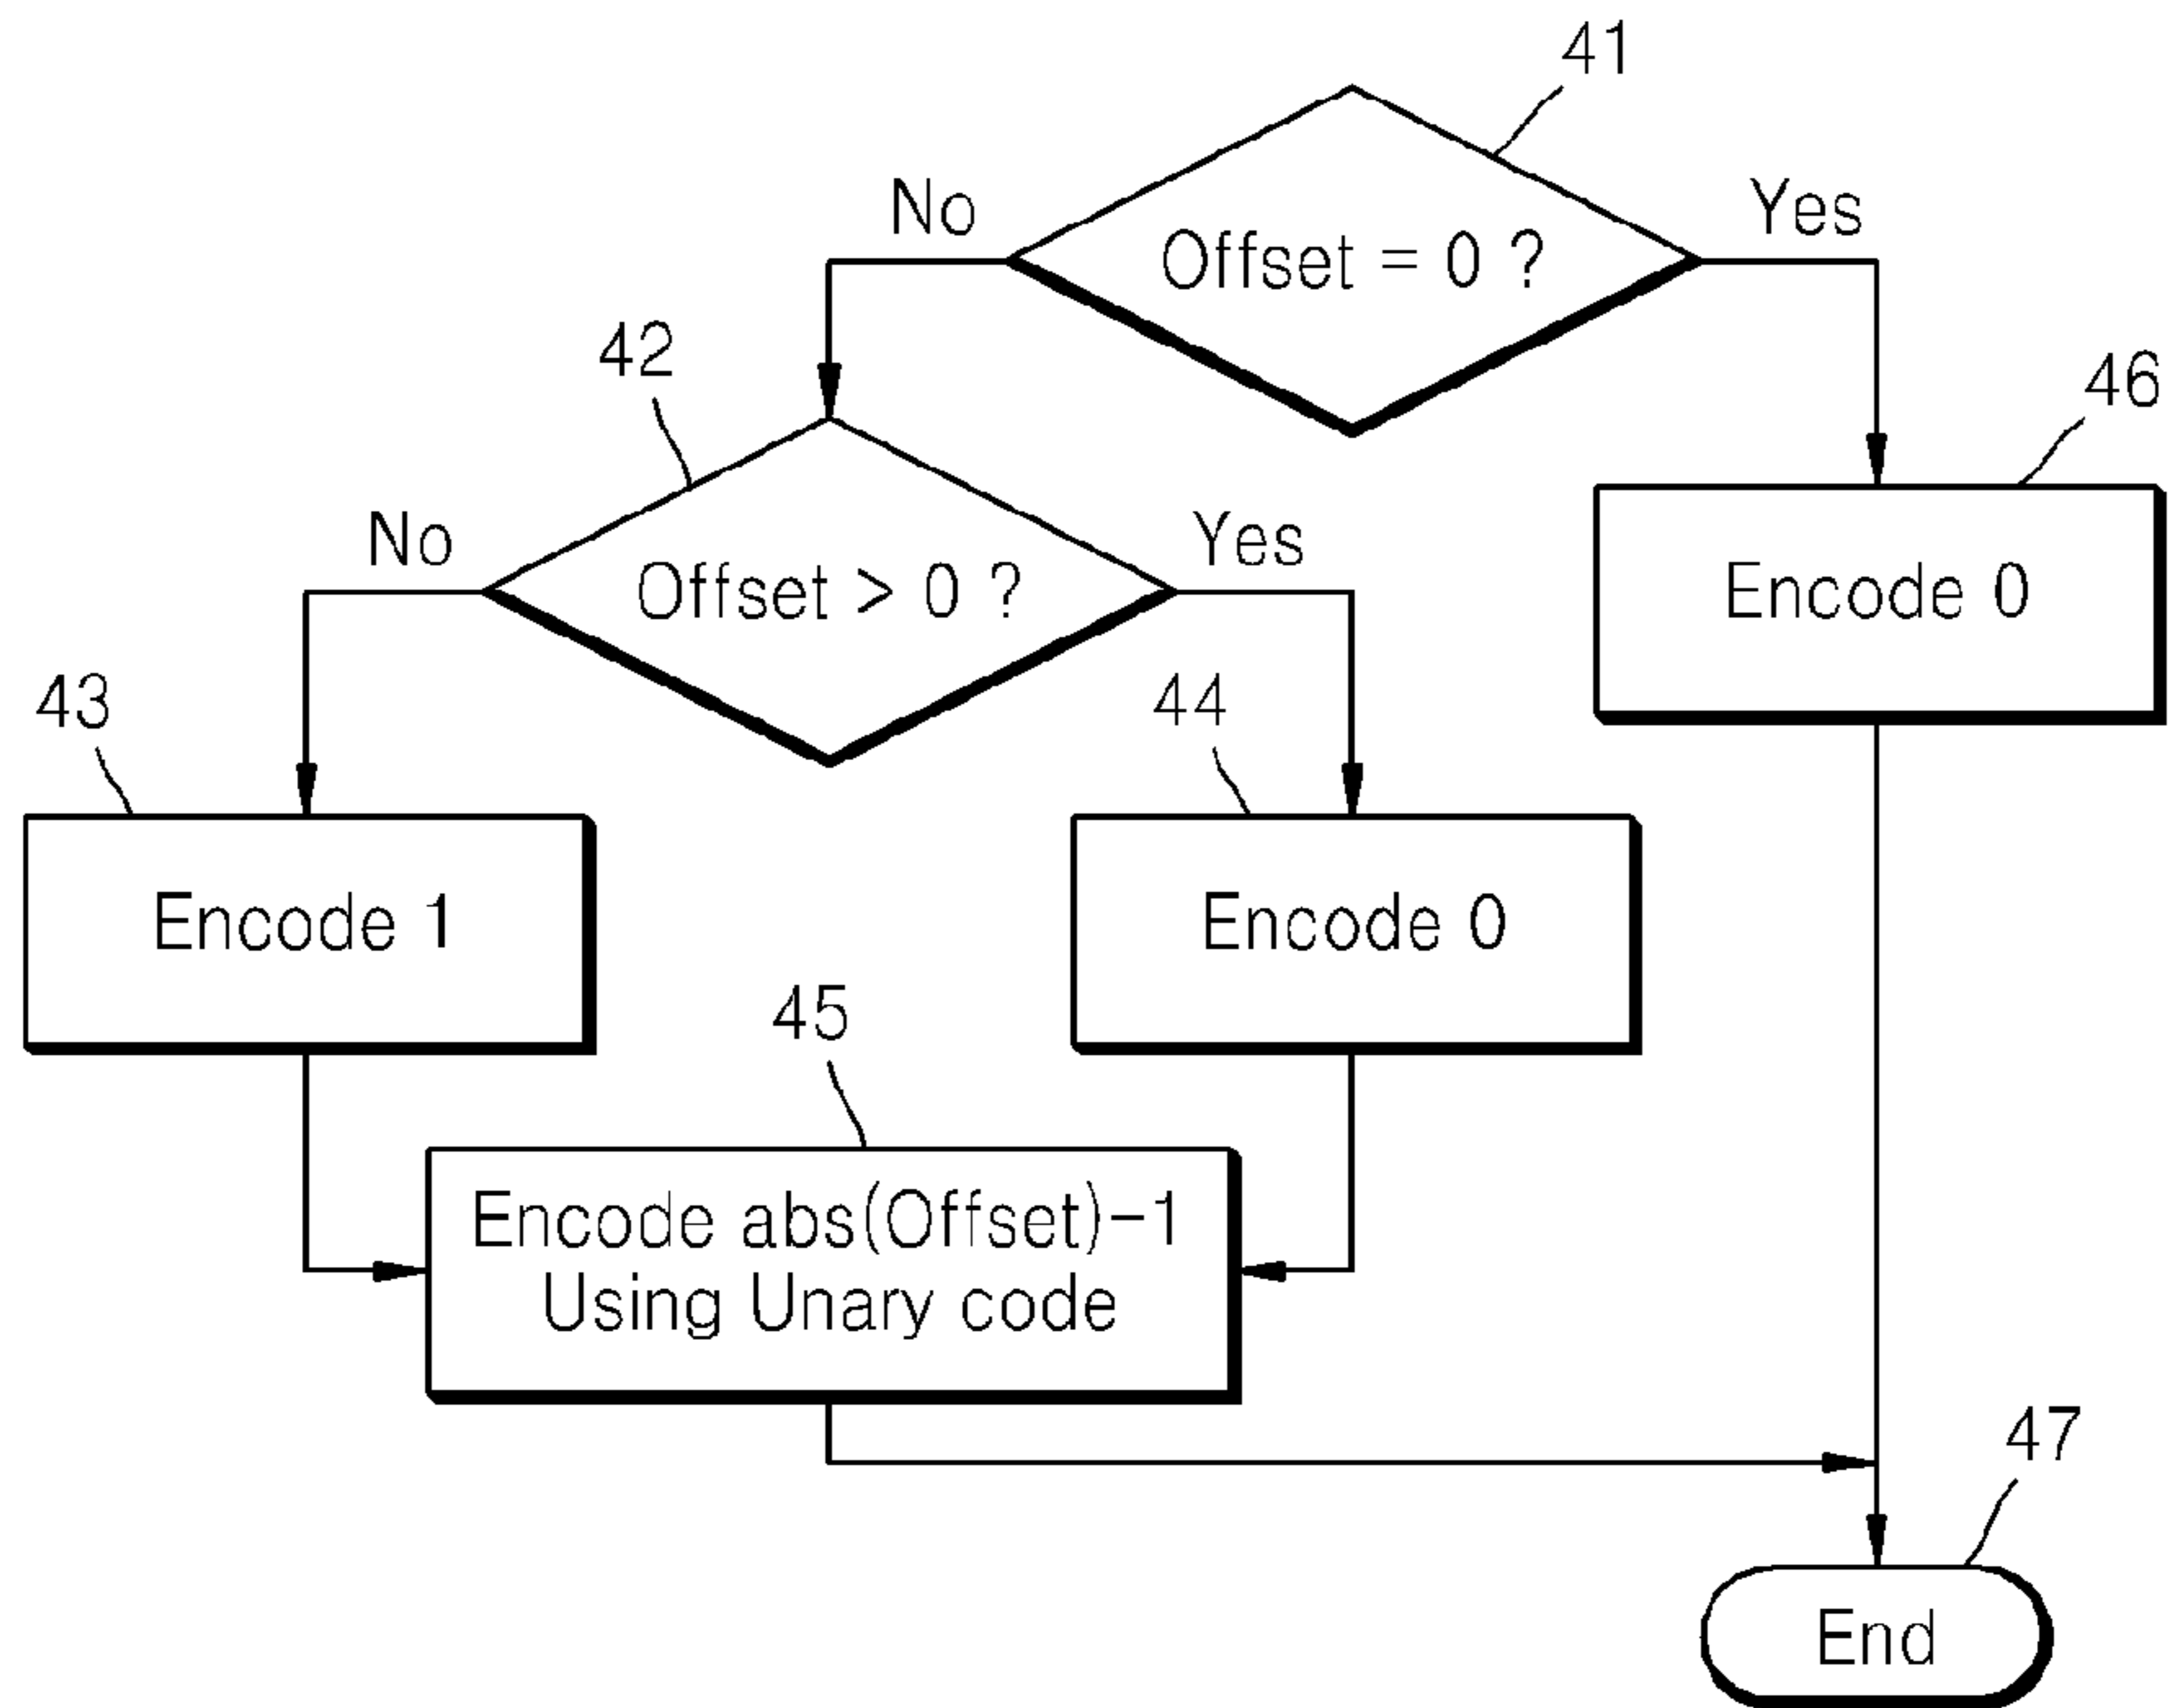 41
No
Yes
Offset = 0 ?
42
46
No
Yes
Offset > 0 ?
Encode 0
43
44
Encode 1
Encode 0
45
Encode abs(Offset)-1
Using Unary code
47
End